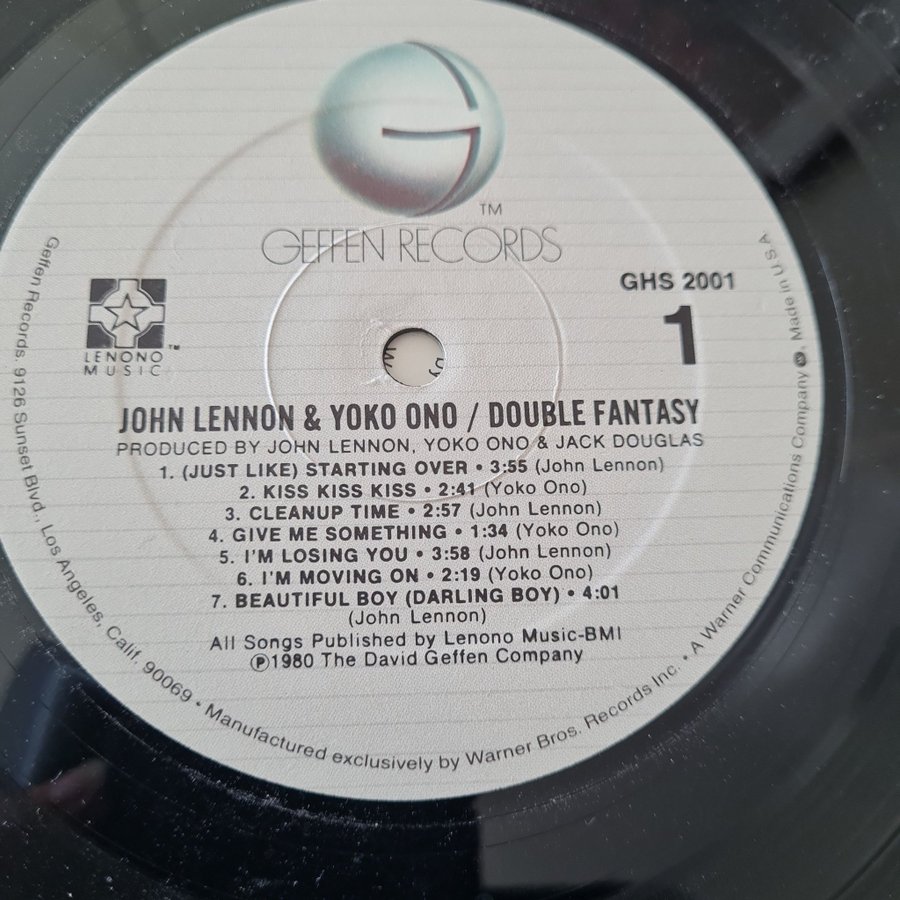 TM
GEFFEN RECORDS
GHS 2001
1
LENONO™
MUSIC
JOHN LENNON & YOKO ONO / DOUBLE FANTASY
PRODUCED BY JOHN LENNON, YOKO ONO & JACK DOUGLAS
1. (JUST LIKE) STARTING OVER • 3:55 (John Lennon)
2. KISS KISS KISS • 2:41 (Yoko Ono)
3. CLEANUP TIME • 2:57 (John Lennon)
4. GIVE ME SOMETHING • 1:34 (Yoko Ono)
5. I'M LOSING YOU • 3:58 (John Lennon)
6. I'M MOVING ON • 2:19 (Yoko Ono)
7. BEAUTIFUL BOY (DARLING BOY) • 4:01
(John Lennon)
All Songs Published by Lenono Music-BMI
℗1980 The David Geffen Company
Geffen Records. 9126 Sunset Blvd., Los Angeles, Calif. 90069 • Manufactured exclusively by Warner Bros. Records Inc. • A Warner Communications Company. Made in U.S.A.